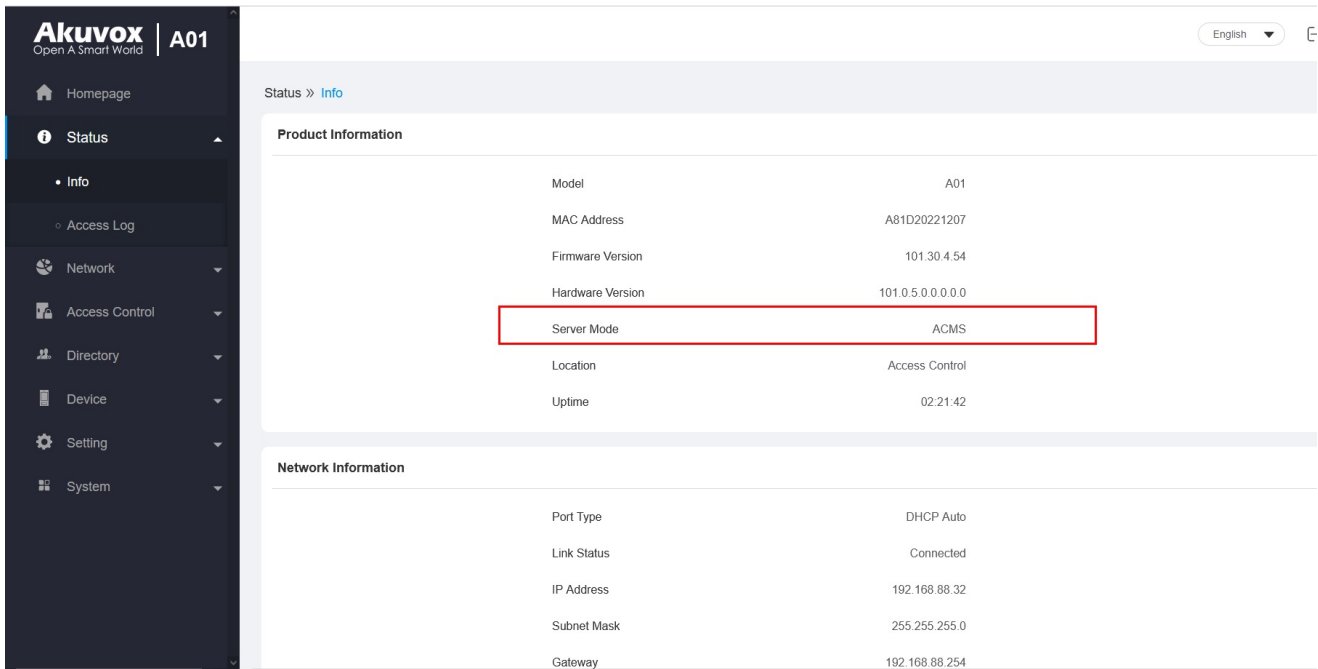 Akuvox
Open A Smart World
A01
English
Homepage
Status
Info
Access Log
Network
Access Control
Directory
Device
Setting
System
Status » Info
Product Information
Model A01
MAC Address A81D20221207
Firmware Version 101.30.4.54
Hardware Version 101.0.5.0.0.0.0.0
Server Mode ACMS
Location Access Control
Uptime 02:21:42
Network Information
Port Type DHCP Auto
Link Status Connected
IP Address 192.168.88.32
Subnet Mask 255.255.255.0
Gateway 192.168.88.254